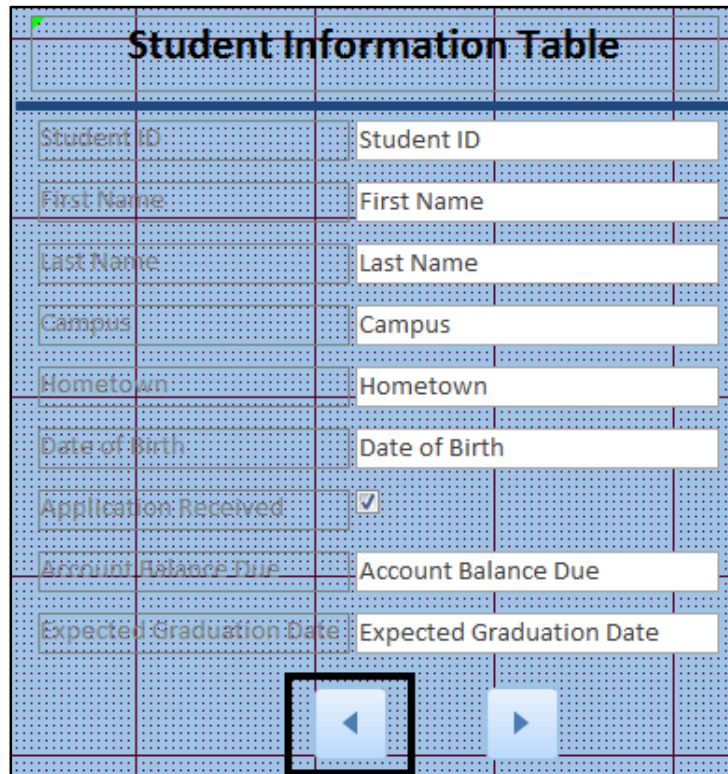 Student Information Table
Student ID Student ID
First Name First Name
Last Name Last Name
Campus Campus
Hometown Hometown
Date of Birth Date of Birth
Application Received
Account Balance Due Account Balance Due
Expected Graduation Date Expected Graduation Date